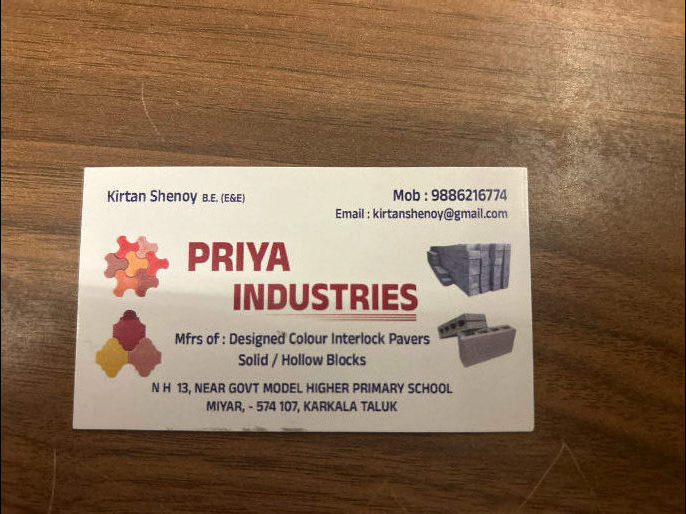 Kirtan Shenoy B.E. (E&E)
Mob : 9886216774
Email : kirtanshenoy@gmail.com
PRIYA
INDUSTRIES
Mfrs of : Designed Colour Interlock Pavers
Solid / Hollow Blocks
N H 13, NEAR GOVT MODEL HIGHER PRIMARY SCHOOL
MIYAR, - 574 107, KARKALA TALUK